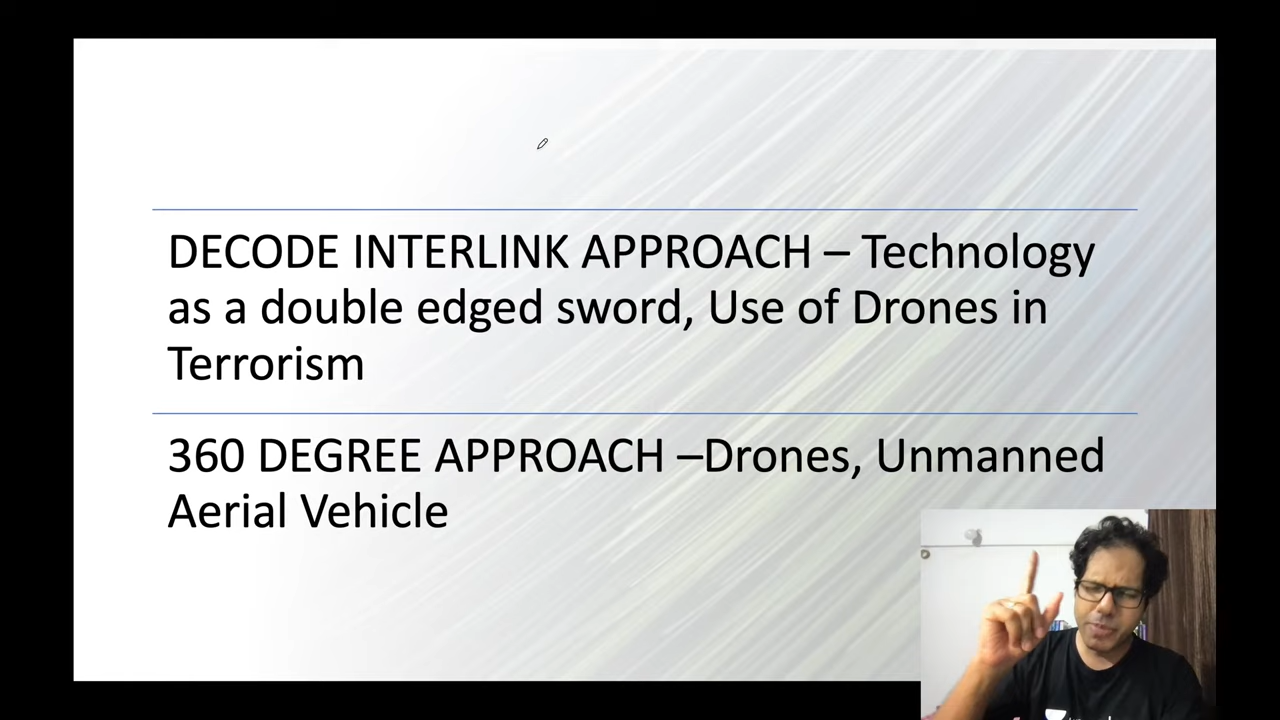 DECODE INTERLINK APPROACH – Technology
as a double edged sword, Use of Drones in
Terrorism
360 DEGREE APPROACH –Drones, Unmanned
Aerial Vehicle